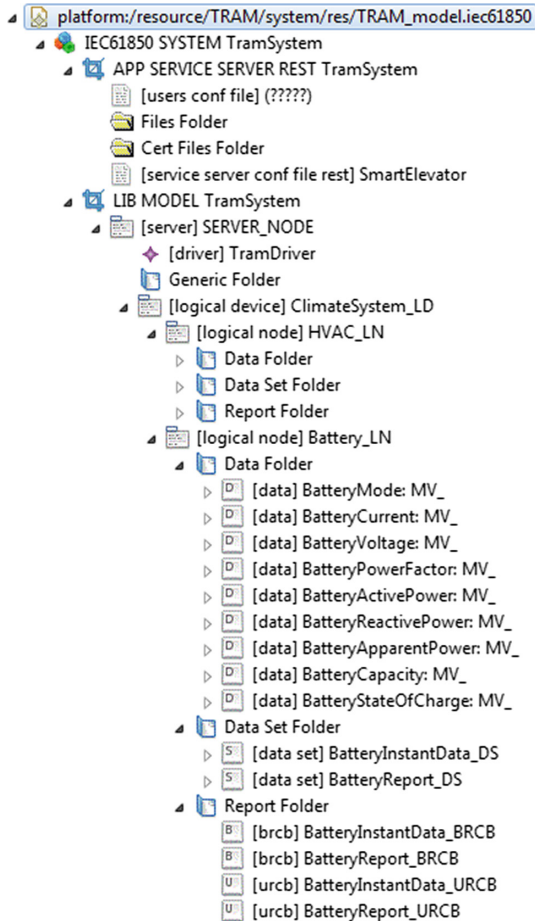 platform:/resource/TRAM/system/res/TRAM_model.iec61850
IEC61850 SYSTEM TramSystem
APP SERVICE SERVER REST TramSystem
[users conf file] (?????)
Files Folder
Cert Files Folder
[service server conf file rest] SmartElevator
LIB MODEL TramSystem
[server] SERVER_NODE
[driver] TramDriver
Generic Folder
[logical device] ClimateSystem_LD
[logical node] HVAC_LN
Data Folder
Data Set Folder
Report Folder
[logical node] Battery_LN
Data Folder
D [data] BatteryMode: MV_
D [data] BatteryCurrent: MV_
D [data] BatteryVoltage: MV_
D [data] BatteryPowerFactor: MV_
D [data] BatteryActivePower: MV_
D [data] BatteryReactivePower: MV_
D [data] BatteryApparentPower: MV_
D [data] BatteryCapacity: MV_
D [data] BatteryStateOfCharge: MV_
Data Set Folder
S [data set] BatteryInstantData_DS
S [data set] BatteryReport_DS
Report Folder
B [brcb] BatteryInstantData_BRCB
B [brcb] BatteryReport_BRCB
U [urcb] BatteryInstantData_URCB
U [urcb] BatteryReport_URCB